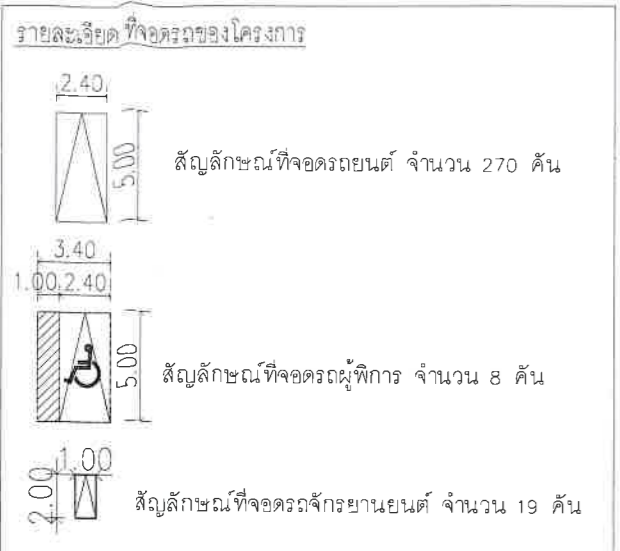 รายละเอียด ที่จอดรถของโครงการ
2.40
5.00
สัญลักษณ์ที่จอดรถยนต์ จำนวน 270 คัน
3.40
1.00 2.40
5.00
สัญลักษณ์ที่จอดรถผู้พิการ จำนวน 8 คัน
1.00
2.00
สัญลักษณ์ที่จอดรถจักรยานยนต์ จำนวน 19 คัน